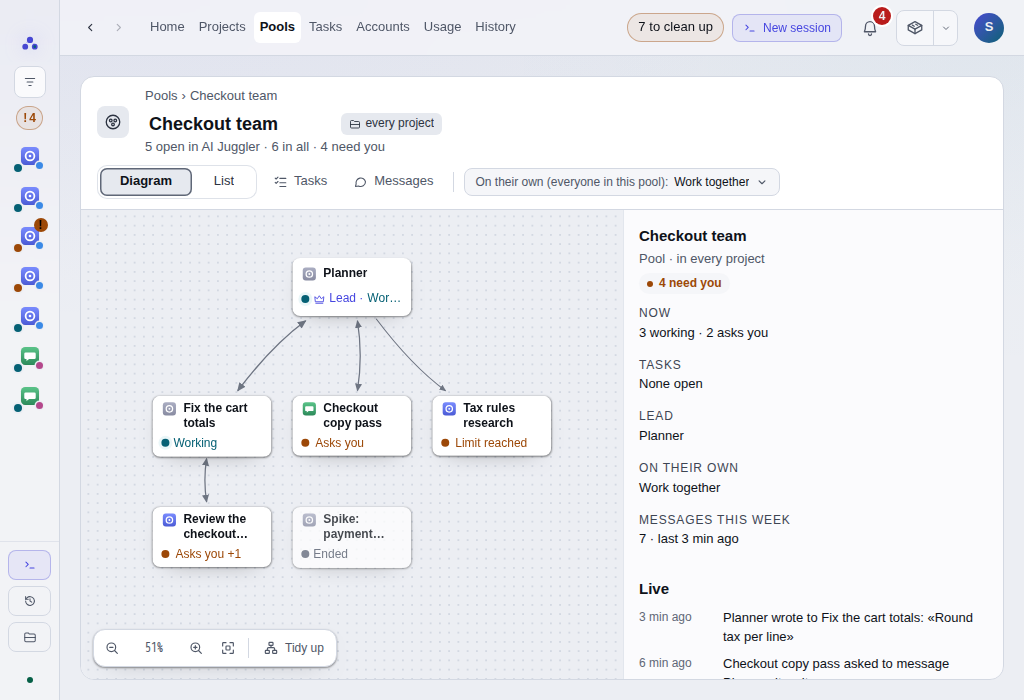 Home Projects Pools Tasks Accounts Usage History
7 to clean up
New session
4
S
! 4
!
Pools › Checkout team
Checkout team
every project
5 open in AI Juggler · 6 in all · 4 need you
Diagram List Tasks Messages
On their own (everyone in this pool): Work together
Planner
Lead · Wor…
Fix the cart
totals
Working
Checkout
copy pass
Asks you
Tax rules
research
Limit reached
Review the
checkout…
Asks you +1
Spike:
payment…
Ended
51%
Tidy up
Checkout team
Pool · in every project
4 need you
NOW
3 working · 2 asks you
TASKS
None open
LEAD
Planner
ON THEIR OWN
Work together
MESSAGES THIS WEEK
7 · last 3 min ago
Live
3 min ago Planner wrote to Fix the cart totals: «Round
tax per line»
6 min ago Checkout copy pass asked to message